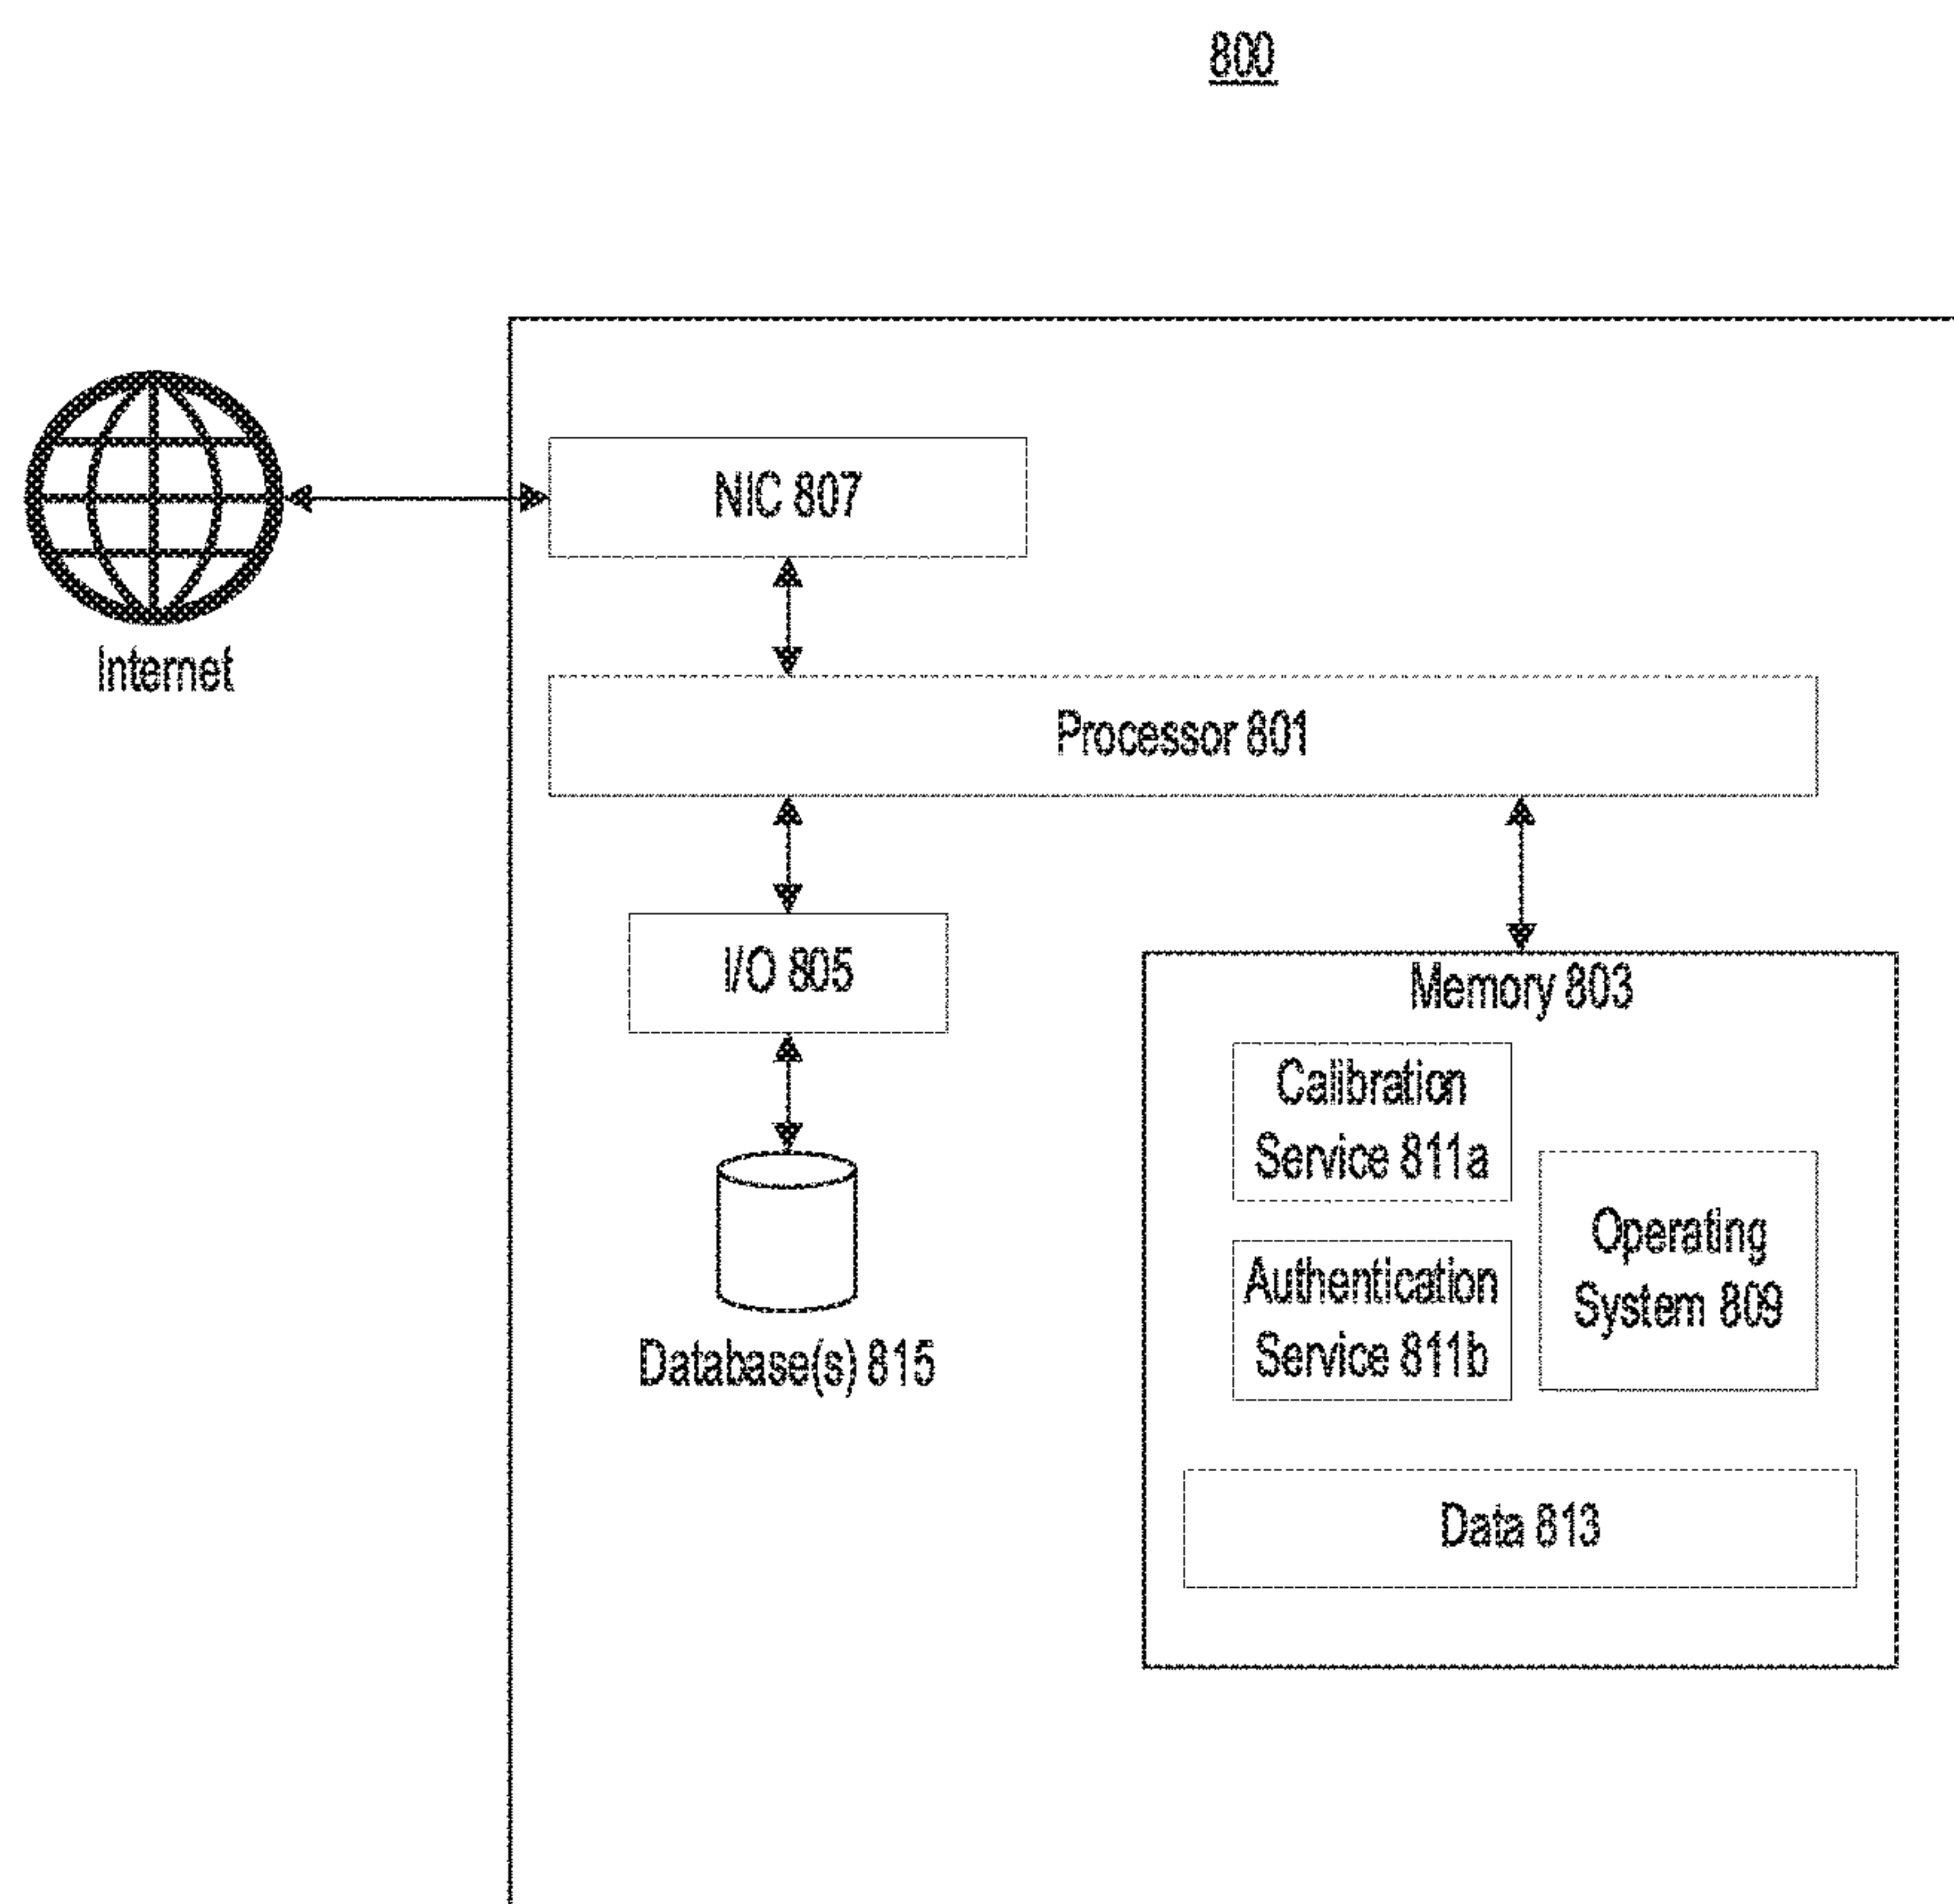 800
NIC 807
Internet
Processor 801
I/O 805
Memory 803
Calibration
Service 811a
Operating
System 809
Authentication
Service 811b
Database(s) 815
Data 813